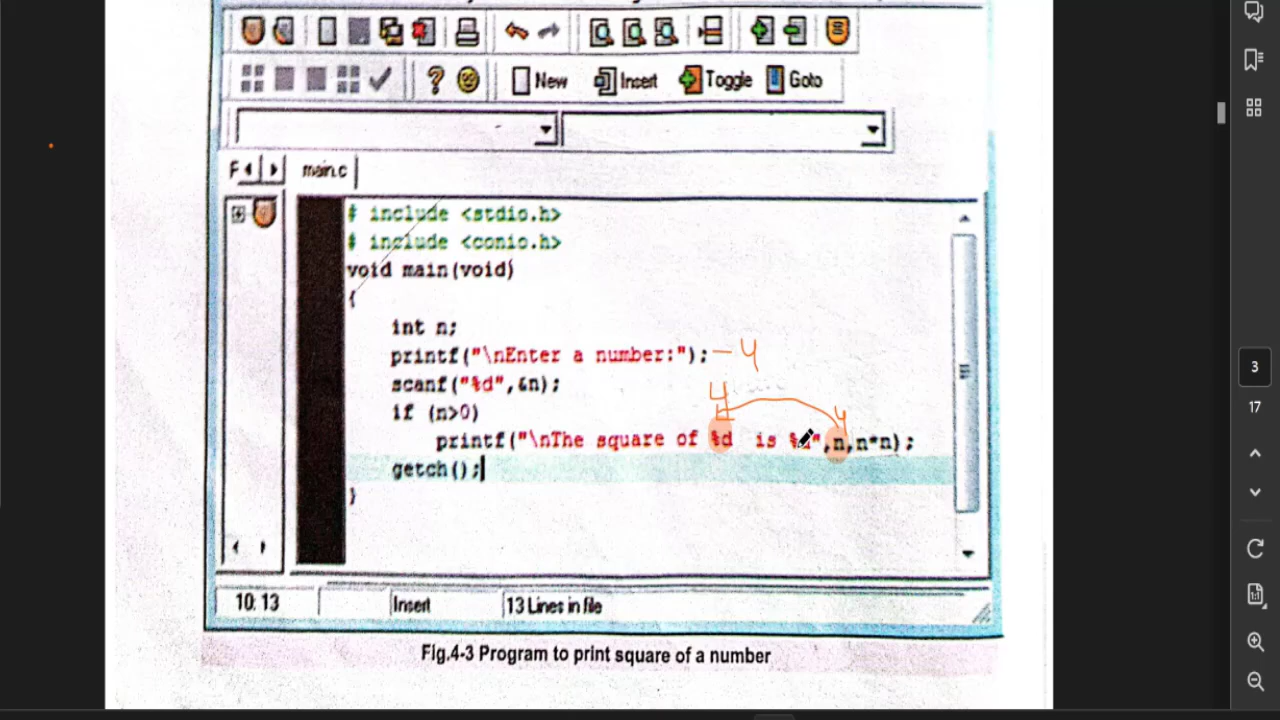 New Insert Toggle Goto
F main.c
# include <stdio.h>
# include <conio.h>
void main(void)
{
int n;
printf("\nEnter a number:"); – 4
scanf("%d",&n);
4
if (n>0) 4
printf("\nThe square of %d is %d",n,n*n);
getch();
}
10: 13 Insert 13 Lines in file
Fig.4-3 Program to print square of a number
3
17